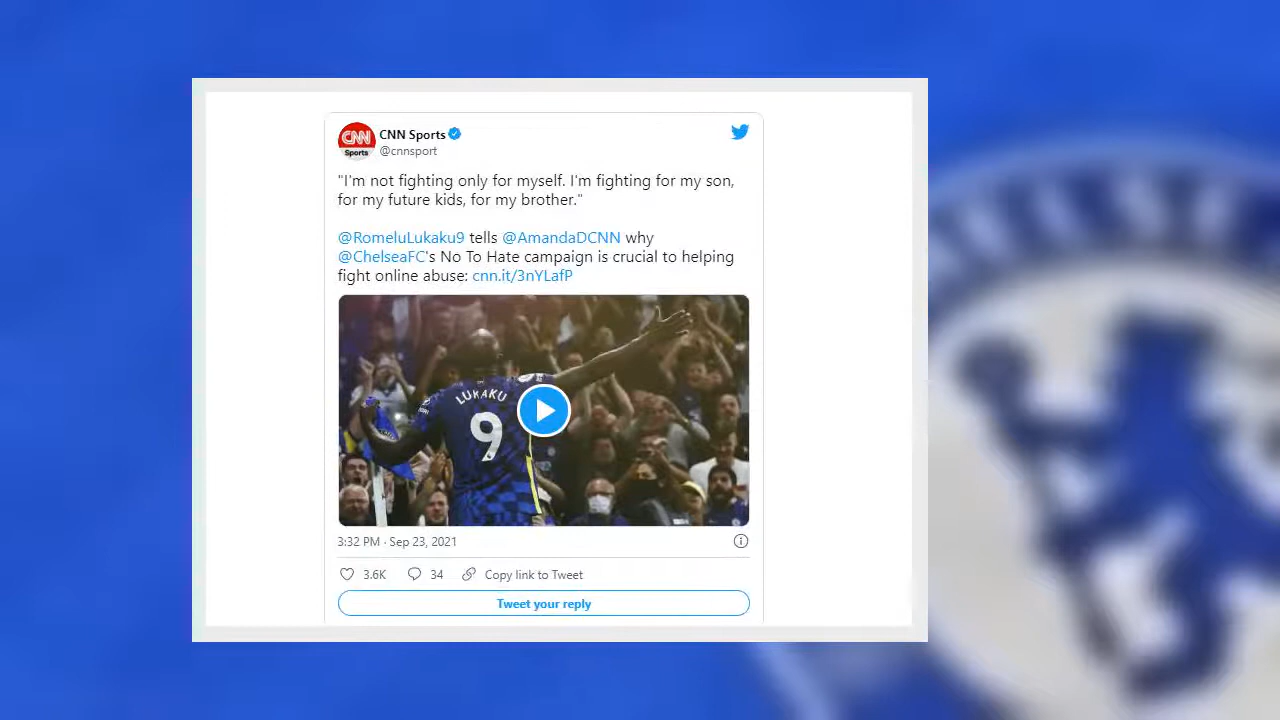 CNN
Sports
CNN Sports
@cnnsport
"I'm not fighting only for myself. I'm fighting for my son,
for my future kids, for my brother."
@RomeluLukaku9 tells @AmandaDCNN why
@ChelseaFC's No To Hate campaign is crucial to helping
fight online abuse: cnn.it/3nYLafP
LUKAKU
9
3:32 PM · Sep 23, 2021
3.6K
34
Copy link to Tweet
Tweet your reply